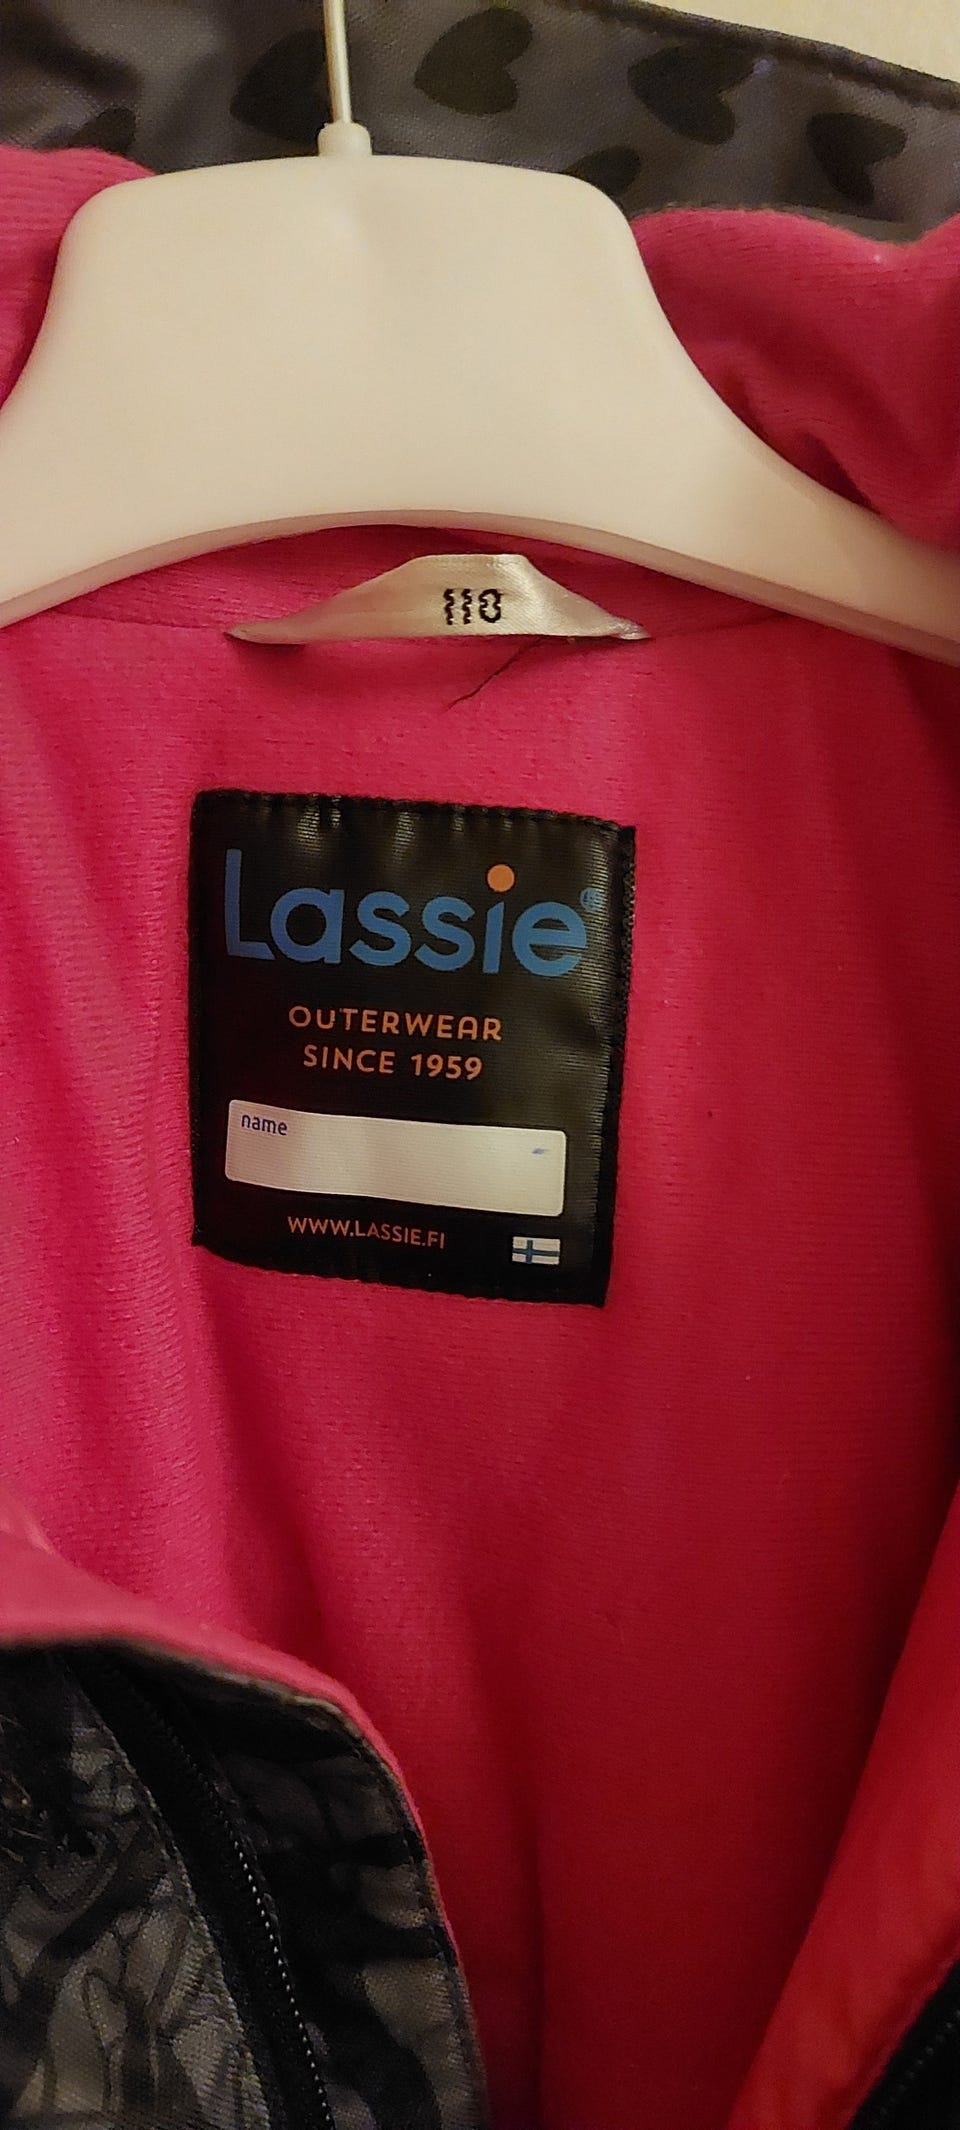 110
Lassie®
OUTERWEAR
SINCE 1959
name
WWW.LASSIE.FI